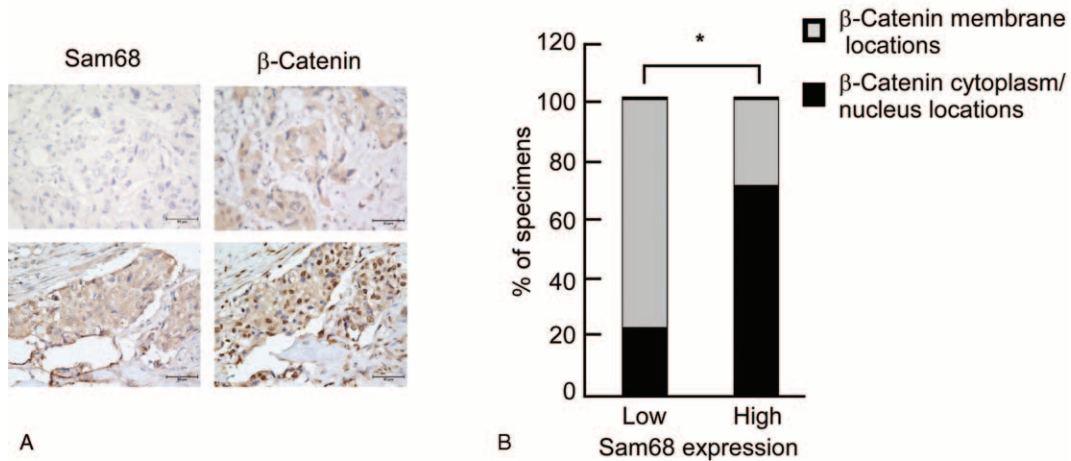 Sam68
β-Catenin
A
120
100
80
60
40
20
0
% of specimens
*
Low
High
Sam68 expression
B
β-Catenin membrane
locations
β-Catenin cytoplasm/
nucleus locations